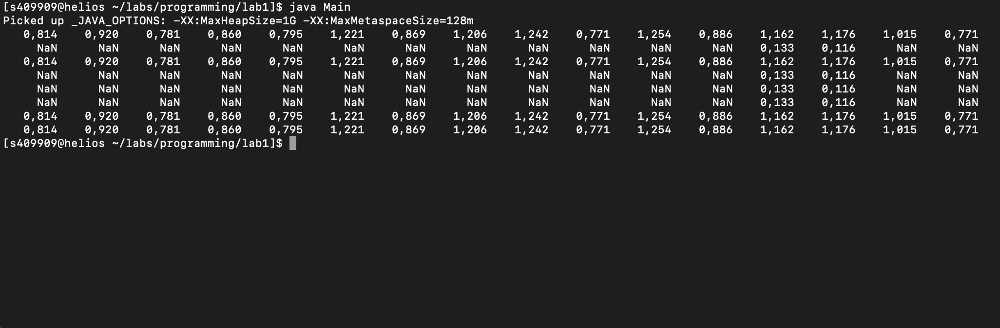 [s409909@helios ~/labs/programming/lab1]$ java Main
Picked up _JAVA_OPTIONS: -XX:MaxHeapSize=1G -XX:MaxMetaspaceSize=128m
0,814 0,920 0,781 0,860 0,795 1,221 0,869 1,206 1,242 0,771 1,254 0,886 1,162 1,176 1,015 0,771
NaN NaN NaN NaN NaN NaN NaN NaN NaN NaN NaN NaN 0,133 0,116 NaN NaN
0,814 0,920 0,781 0,860 0,795 1,221 0,869 1,206 1,242 0,771 1,254 0,886 1,162 1,176 1,015 0,771
NaN NaN NaN NaN NaN NaN NaN NaN NaN NaN NaN NaN 0,133 0,116 NaN NaN
NaN NaN NaN NaN NaN NaN NaN NaN NaN NaN NaN NaN 0,133 0,116 NaN NaN
NaN NaN NaN NaN NaN NaN NaN NaN NaN NaN NaN NaN 0,133 0,116 NaN NaN
0,814 0,920 0,781 0,860 0,795 1,221 0,869 1,206 1,242 0,771 1,254 0,886 1,162 1,176 1,015 0,771
0,814 0,920 0,781 0,860 0,795 1,221 0,869 1,206 1,242 0,771 1,254 0,886 1,162 1,176 1,015 0,771
[s409909@helios ~/labs/programming/lab1]$